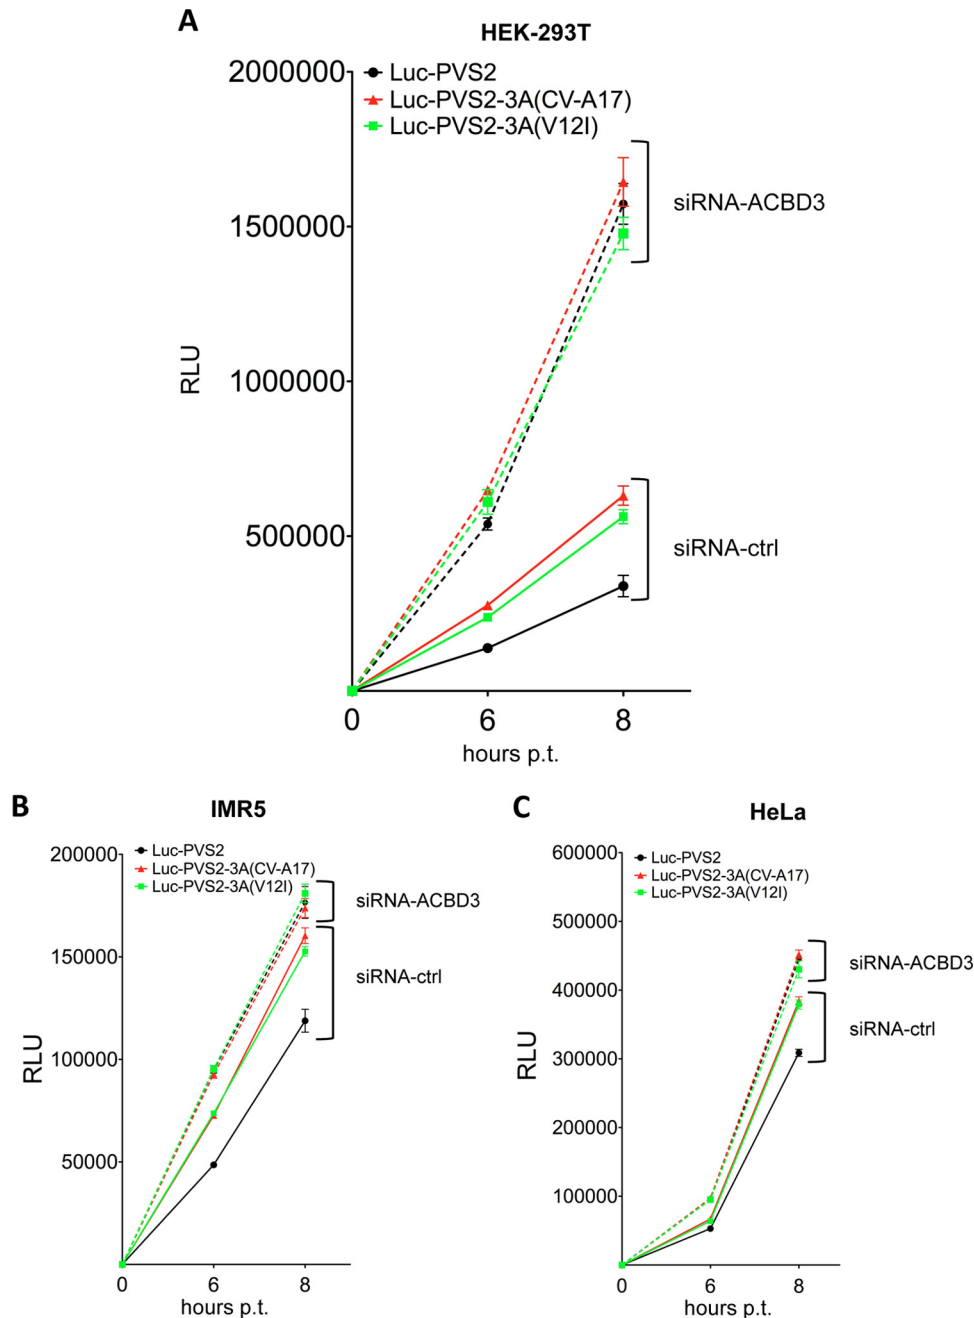 A
HEK-293T
Luc-PVS2
Luc-PVS2-3A(CV-A17)
Luc-PVS2-3A(V12I)
2000000
1500000
1000000
500000
RLU
siRNA-ACBD3
siRNA-ctrl
0 6 8
hours p.t.
B
IMR5
Luc-PVS2
Luc-PVS2-3A(CV-A17)
Luc-PVS2-3A(V12I)
200000
150000
100000
50000
RLU
siRNA-ACBD3
siRNA-ctrl
0 6 8
hours p.t.
C
HeLa
Luc-PVS2
Luc-PVS2-3A(CV-A17)
Luc-PVS2-3A(V12I)
600000
500000
400000
300000
200000
100000
RLU
siRNA-ACBD3
siRNA-ctrl
0 6 8
hours p.t.